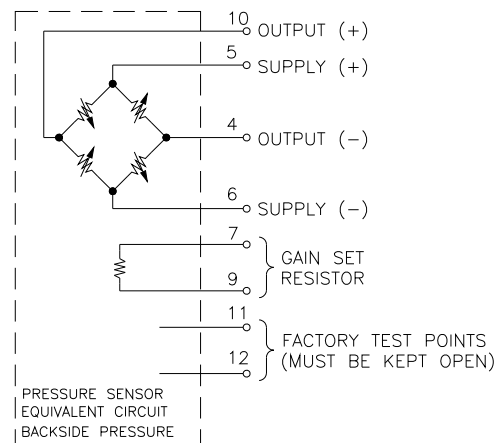 10 OUTPUT (+)
5 SUPPLY (+)
4 OUTPUT (−)
6 SUPPLY (−)
7
GAIN SET
RESISTOR
9
11
FACTORY TEST POINTS
(MUST BE KEPT OPEN)
12
PRESSURE SENSOR
EQUIVALENT CIRCUIT
BACKSIDE PRESSURE